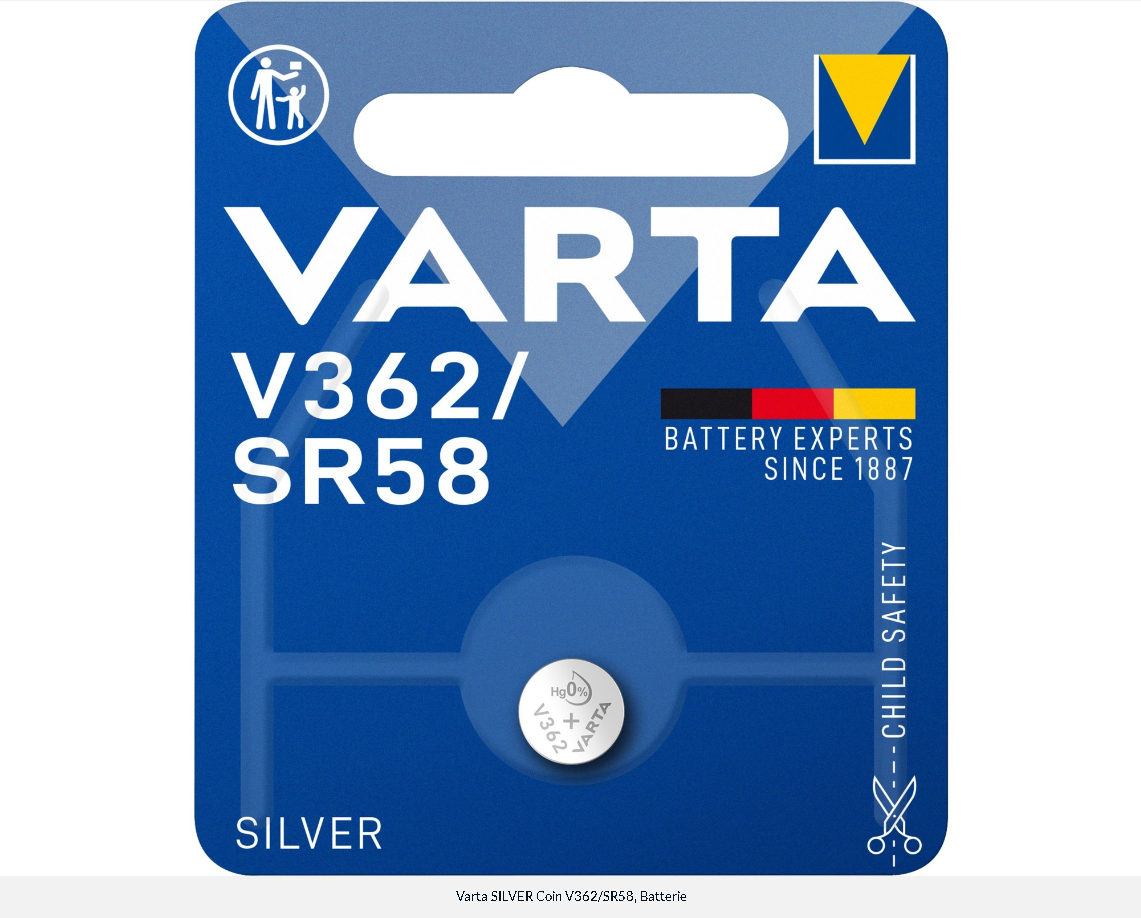 VARTA
V362/
SR58
BATTERY EXPERTS
SINCE 1887
CHILD SAFETY
Hg0%
+
V362
VARTA
SILVER
Varta SILVER Coin V362/SR58, Batterie